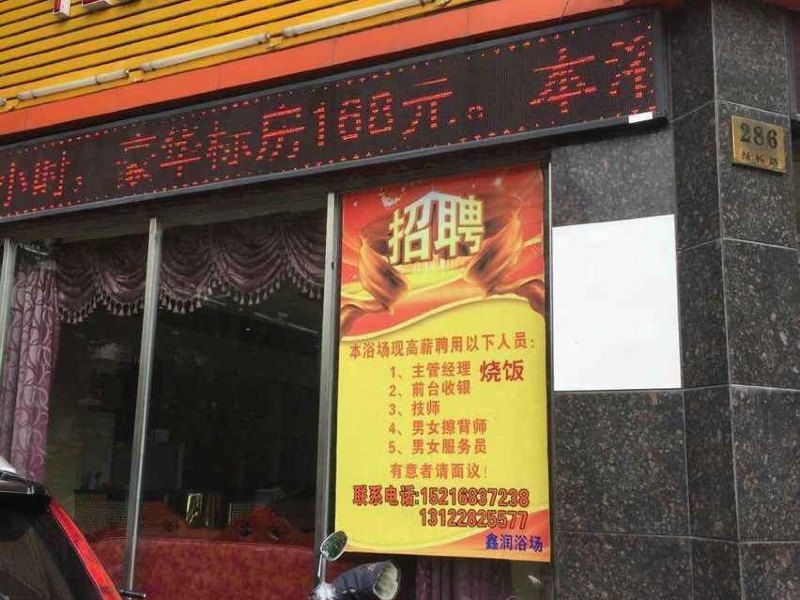 小时，豪华标房168元。本浴
286
招聘
本浴场现高薪聘用以下人员：
1、主管经理 烧饭
2、前台收银
3、技师
4、男女擦背师
5、男女服务员
有意者请面议！
联系电话:15216837238
13122825577
鑫润浴场